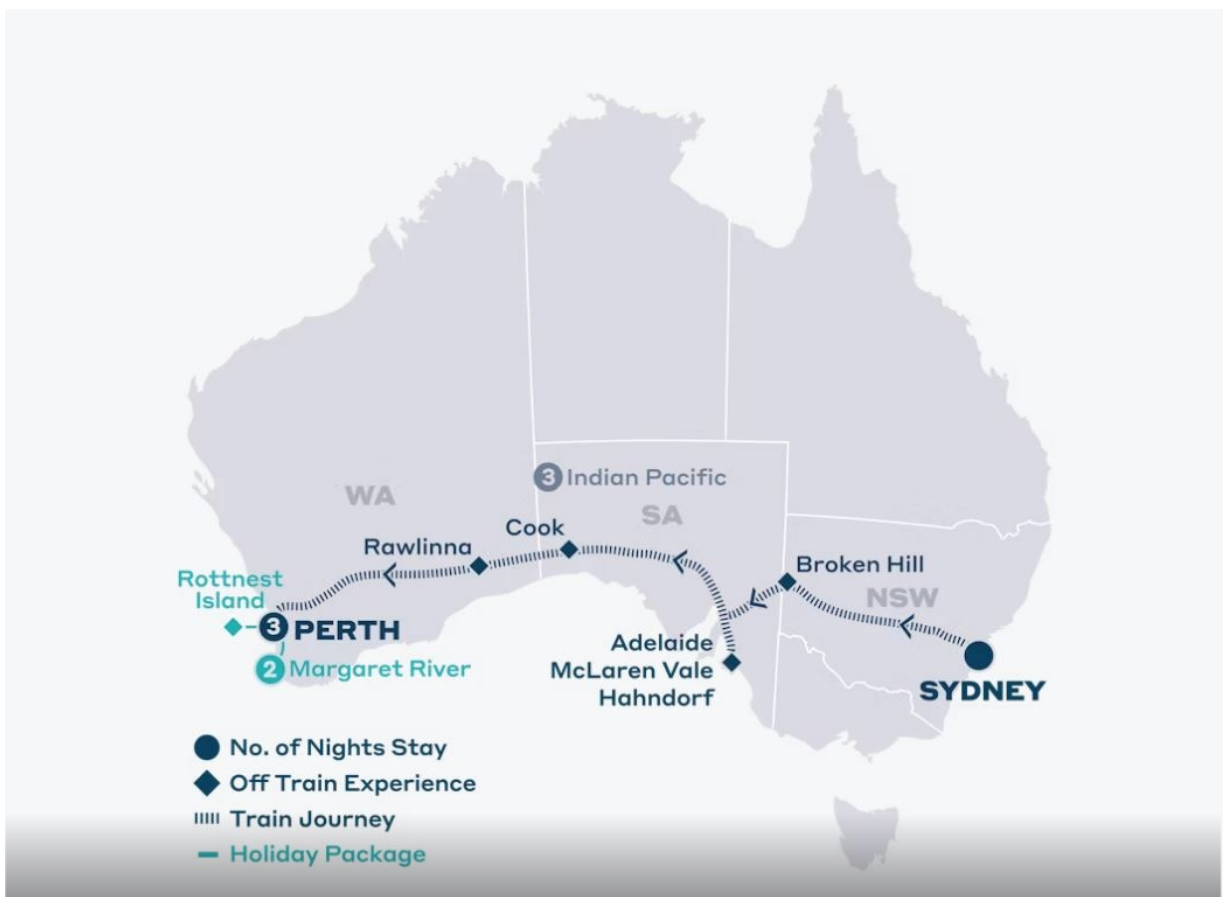 3 Indian Pacific
WA
SA
Cook
Rawlinna
Broken Hill
NSW
Rottnest
Island
3 PERTH
2 Margaret River
Adelaide
McLaren Vale
Hahndorf
SYDNEY
No. of Nights Stay
Off Train Experience
Train Journey
Holiday Package